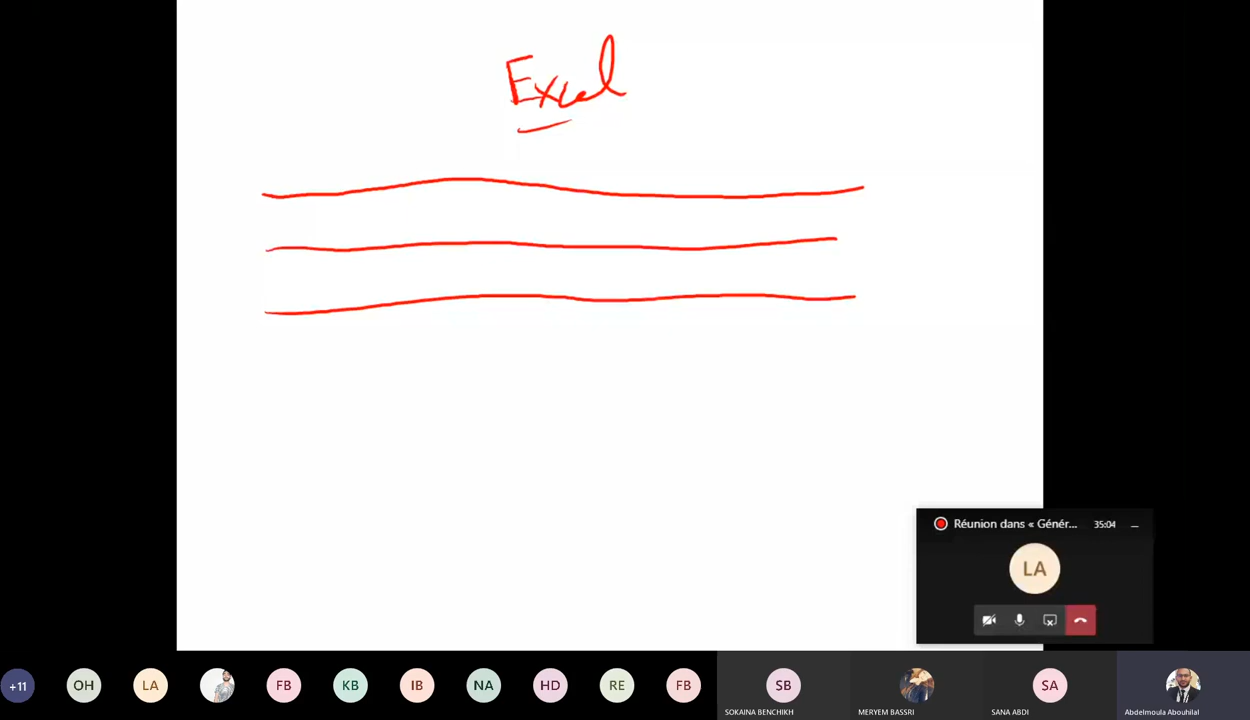 Excel
Réunion dans « Génér... 35:04
LA
+11 OH LA FB KB IB NA HD RE FB SB SA
SOKAINA BENCHIKH MERYEM BASSRI SANA ABDI Abdelmoula Abouhilal